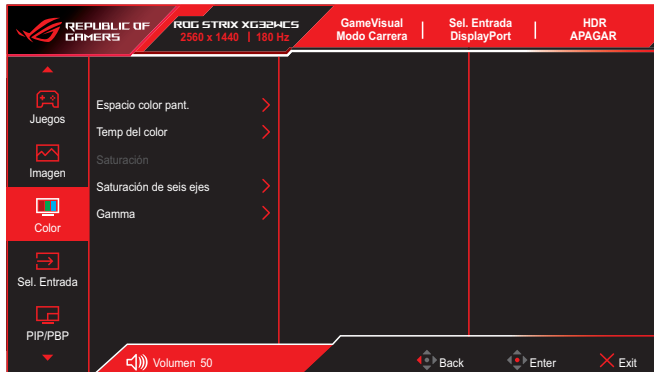 REPUBLIC OF
GAMERS
ROG STRIX XG32WCS
2560 x 1440 | 180 Hz
GameVisual
Modo Carrera
Sel. Entrada
DisplayPort
HDR
APAGAR
Juegos
Imagen
Color
Sel. Entrada
PIP/PBP
Espacio color pant.
Temp del color
Saturación
Saturación de seis ejes
Gamma
Volumen 50
Back
Enter
Exit